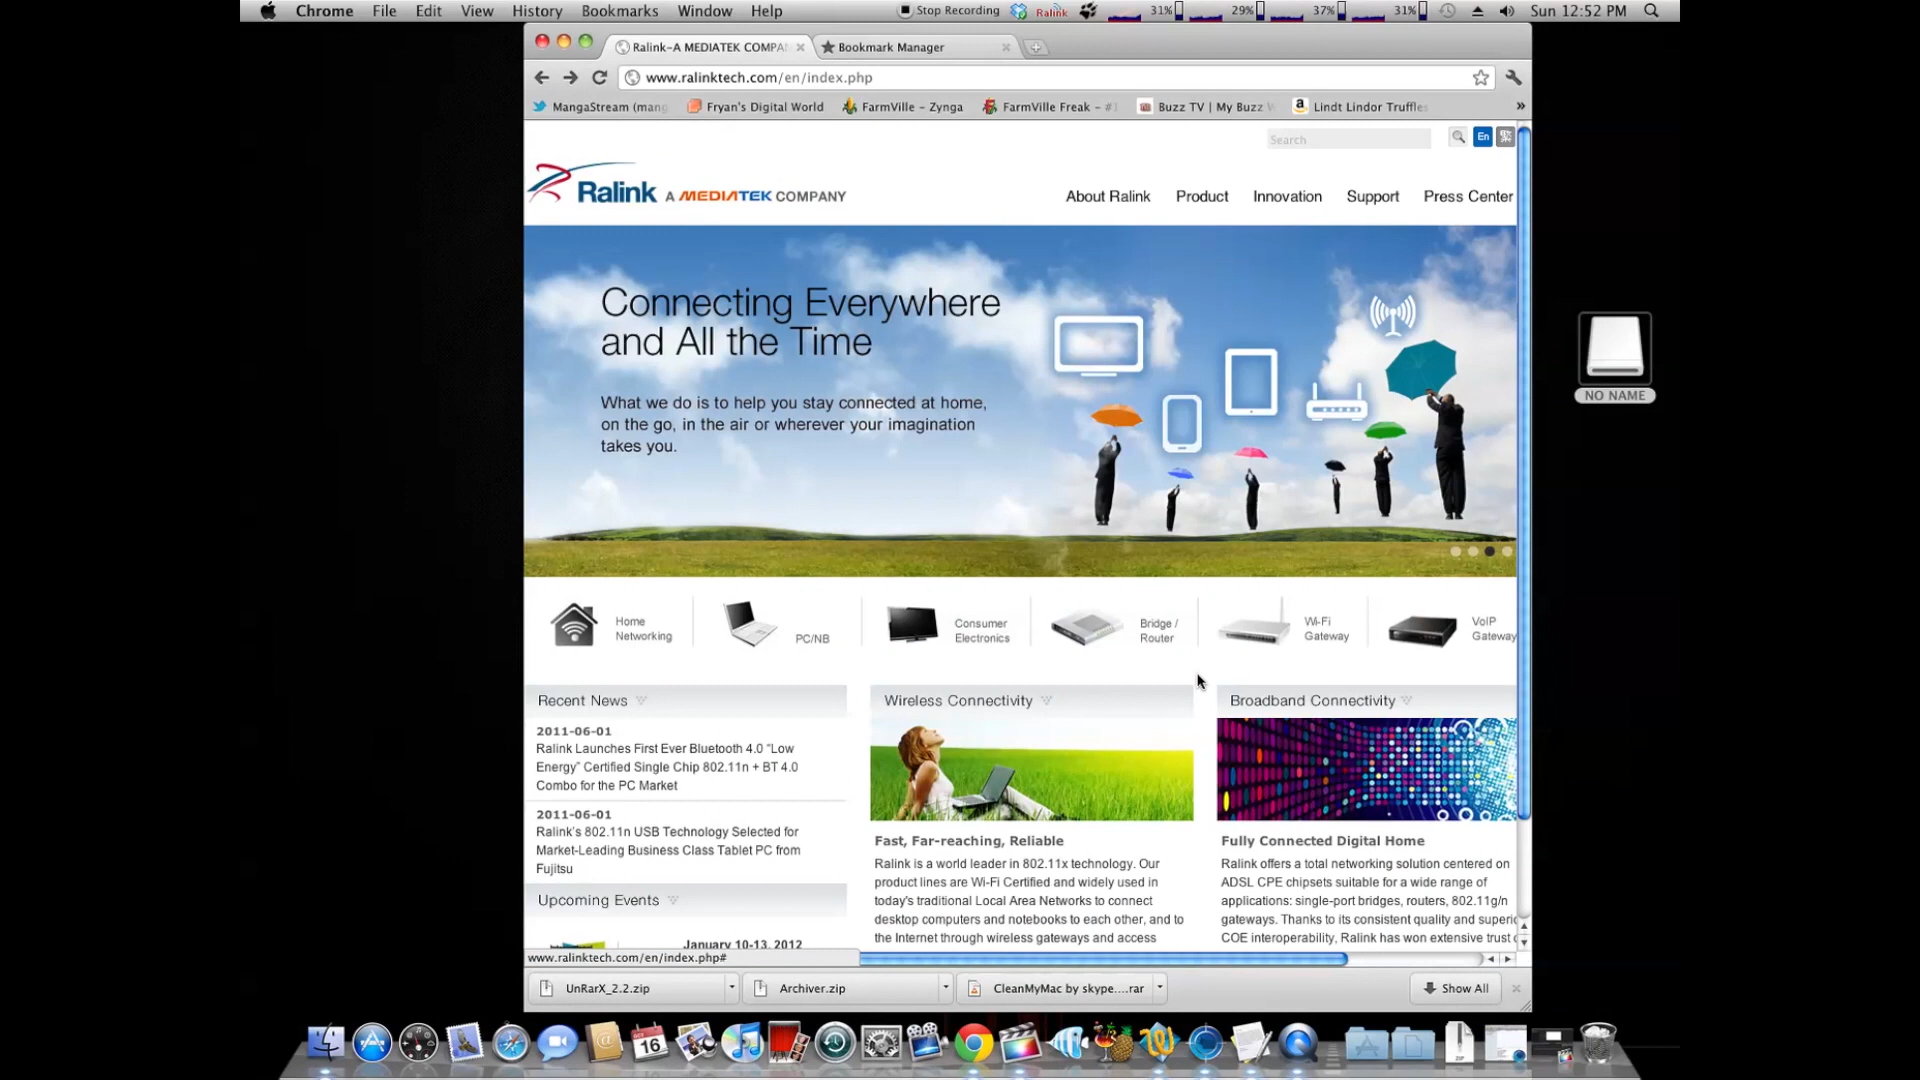 Chrome File Edit View History Bookmarks Window Help Stop Recording Ralink 31% 29% 37% 31% Sun 12:52 PM
Ralink–A MEDIATEK COMPA Bookmark Manager
www.ralinktech.com/en/index.php
MangaStream (mang Fryan's Digital World FarmVille – Zynga FarmVille Freak – #1 Buzz TV | My Buzz Lindt Lindor Truffles
Search En
Ralink A MEDIATEK COMPANY
About Ralink Product Innovation Support Press Center
Connecting Everywhere
and All the Time
What we do is to help you stay connected at home,
on the go, in the air or wherever your imagination
takes you.
NO NAME
Home
Networking
PC/NB
Consumer
Electronics
Bridge /
Router
Wi-Fi
Gateway
VoIP
Gateway
Recent News
2011-06-01
Ralink Launches First Ever Bluetooth 4.0 "Low
Energy" Certified Single Chip 802.11n + BT 4.0
Combo for the PC Market
2011-06-01
Ralink's 802.11n USB Technology Selected for
Market-Leading Business Class Tablet PC from
Fujitsu
Upcoming Events
January 10-13, 2012
Wireless Connectivity
Fast, Far-reaching, Reliable
Ralink is a world leader in 802.11x technology. Our
product lines are Wi-Fi Certified and widely used in
today's traditional Local Area Networks to connect
desktop computers and notebooks to each other, and to
the Internet through wireless gateways and access
Broadband Connectivity
Fully Connected Digital Home
Ralink offers a total networking solution centered on
ADSL CPE chipsets suitable for a wide range of
applications: single-port bridges, routers, 802.11g/n
gateways. Thanks to its consistent quality and superio
COE interoperability, Ralink has won extensive trust
www.ralinktech.com/en/index.php#
UnRarX_2.2.zip Archiver.zip CleanMyMac by skype....rar Show All
16
ZIP